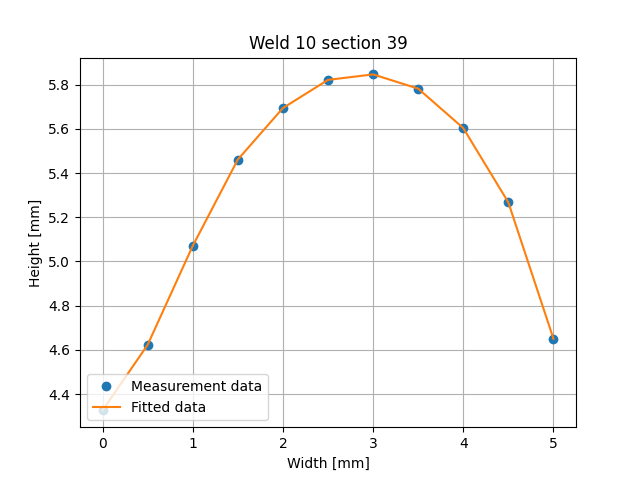 Weld 10 section 39
Height [mm]
5.8
5.6
5.4
5.2
5.0
4.8
4.6
4.4
Measurement data
Fitted data
0 1 2 3 4 5
Width [mm]